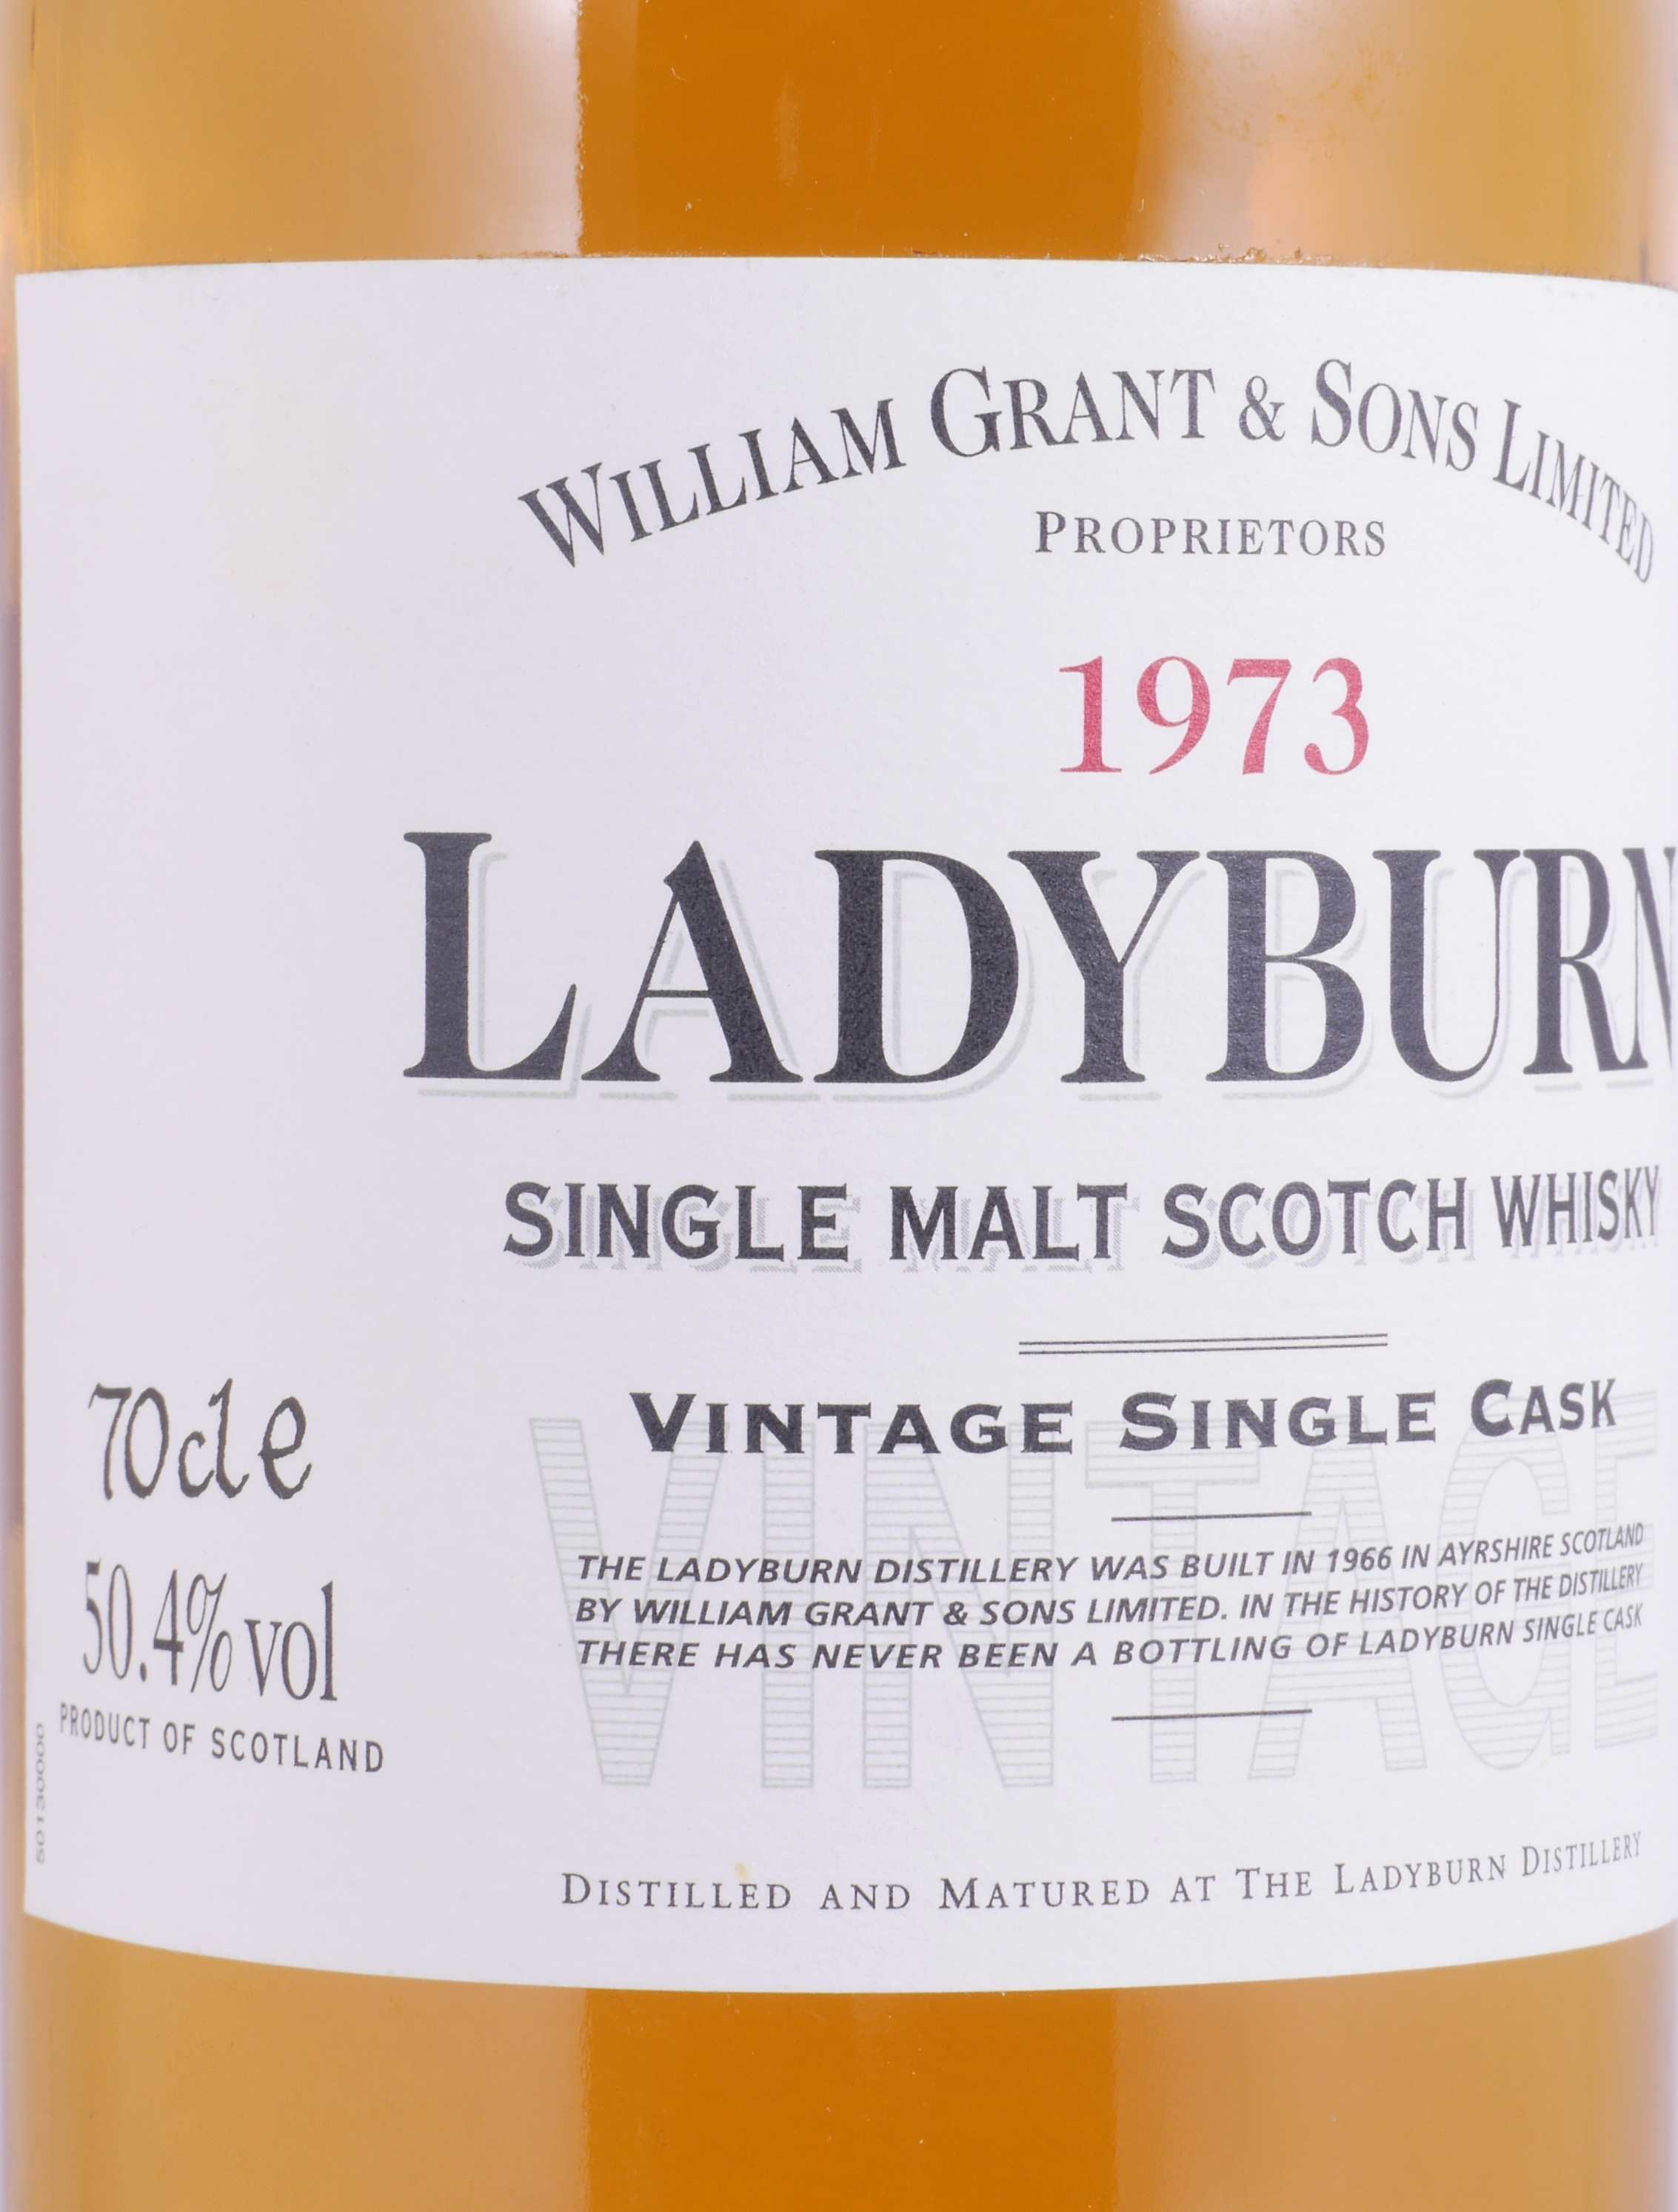 WILLIAM GRANT & SONS LIMITED
PROPRIETORS
1973
LADYBURN
SINGLE MALT SCOTCH WHISKY
VINTAGE SINGLE CASK
VINTAGE
THE LADYBURN DISTILLERY WAS BUILT IN 1966 IN AYRSHIRE SCOTLAND
BY WILLIAM GRANT & SONS LIMITED. IN THE HISTORY OF THE DISTILLERY
THERE HAS NEVER BEEN A BOTTLING OF LADYBURN SINGLE CASK
DISTILLED AND MATURED AT THE LADYBURN DISTILLERY
70cl e
50.4% vol
PRODUCT OF SCOTLAND
50130000